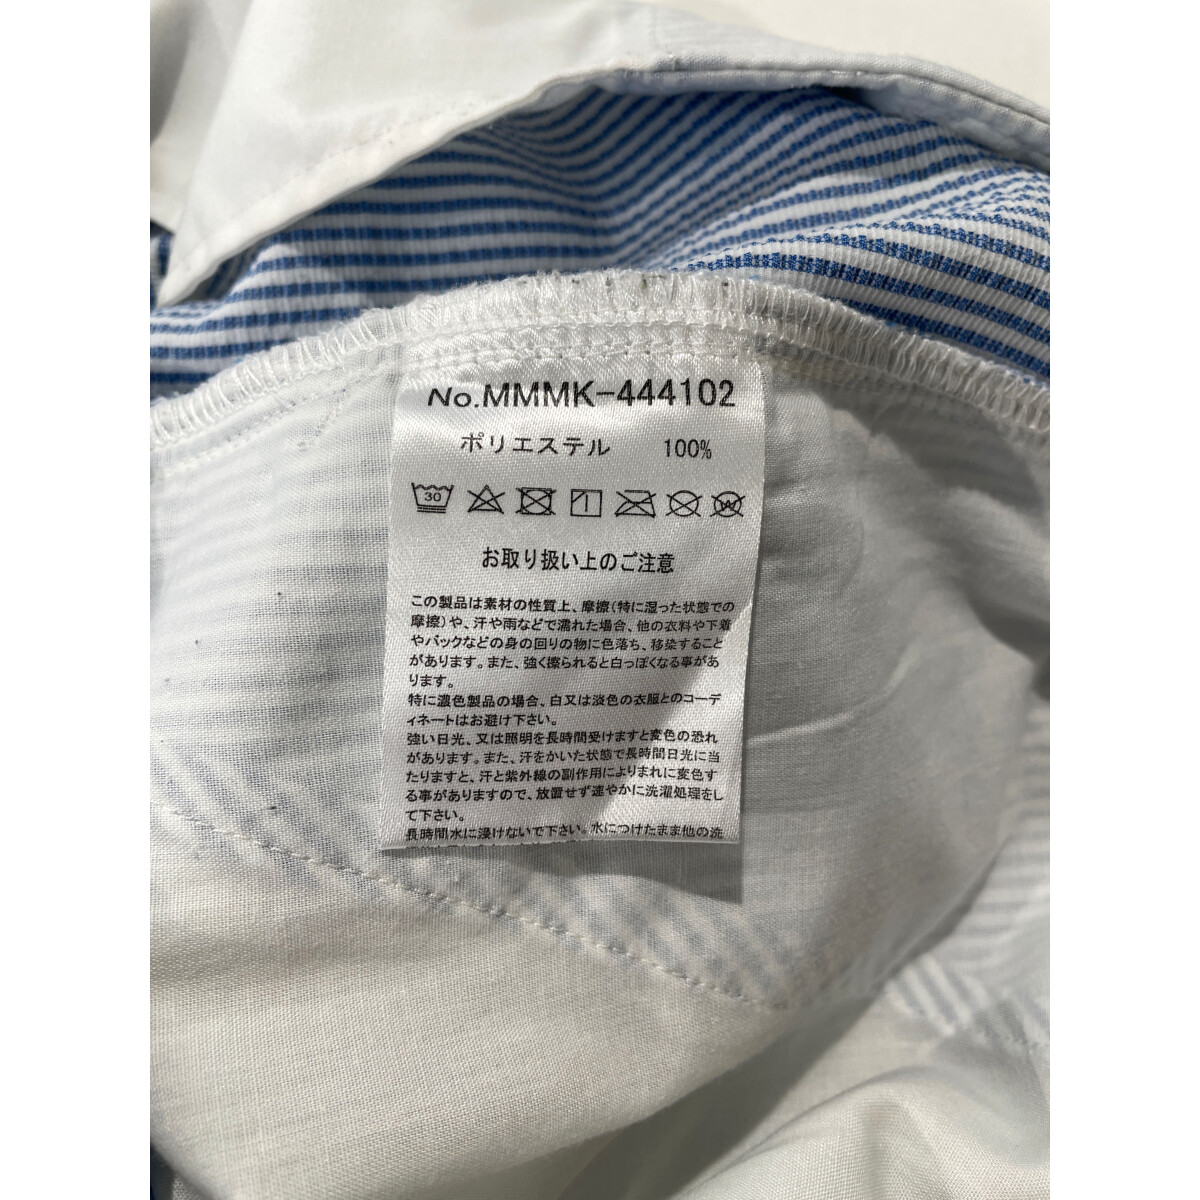 No.MMMK-444102
ポリエステル 100%
30
W
お取り扱い上のご注意
この製品は素材の性質上、摩擦(特に湿った状態での
摩擦)や、汗や雨などで濡れた場合、他の衣料や下着
やバックなどの身の回りの物に色落ち、移染すること
があります。また、強く擦られると白っぽくなる事があ
ります。
特に濃色製品の場合、白又は淡色の衣服とのコーデ
ィネートはお避け下さい。
強い日光、又は照明を長時間受けますと変色の恐れ
があります。また、汗をかいた状態で長時間日光に当
たりますと、汗と紫外線の副作用によりまれに変色す
る事がありますので、放置せず速やかに洗濯処理をし
て下さい。
長時間水に浸けないで下さい。水につけたまま他の洗